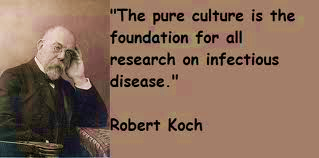 "The pure culture is the
foundation for all
research on infectious
disease."
Robert Koch